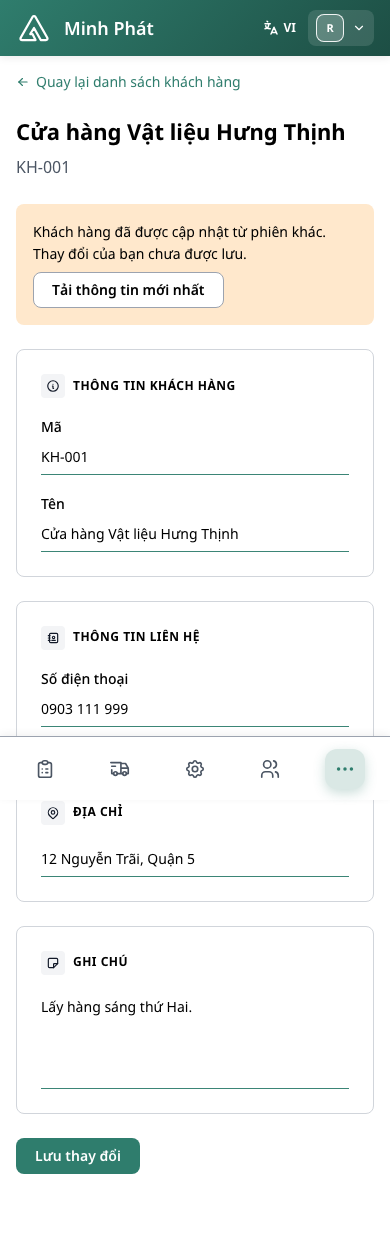 Minh Phát
VI
R
Quay lại danh sách khách hàng
Cửa hàng Vật liệu Hưng Thịnh
KH-001
Khách hàng đã được cập nhật từ phiên khác.
Thay đổi của bạn chưa được lưu.
Tải thông tin mới nhất
THÔNG TIN KHÁCH HÀNG
Mã
KH-001
Tên
Cửa hàng Vật liệu Hưng Thịnh
THÔNG TIN LIÊN HỆ
Số điện thoại
0903 111 999
ĐỊA CHỈ
12 Nguyễn Trãi, Quận 5
GHI CHÚ
Lấy hàng sáng thứ Hai.
Lưu thay đổi